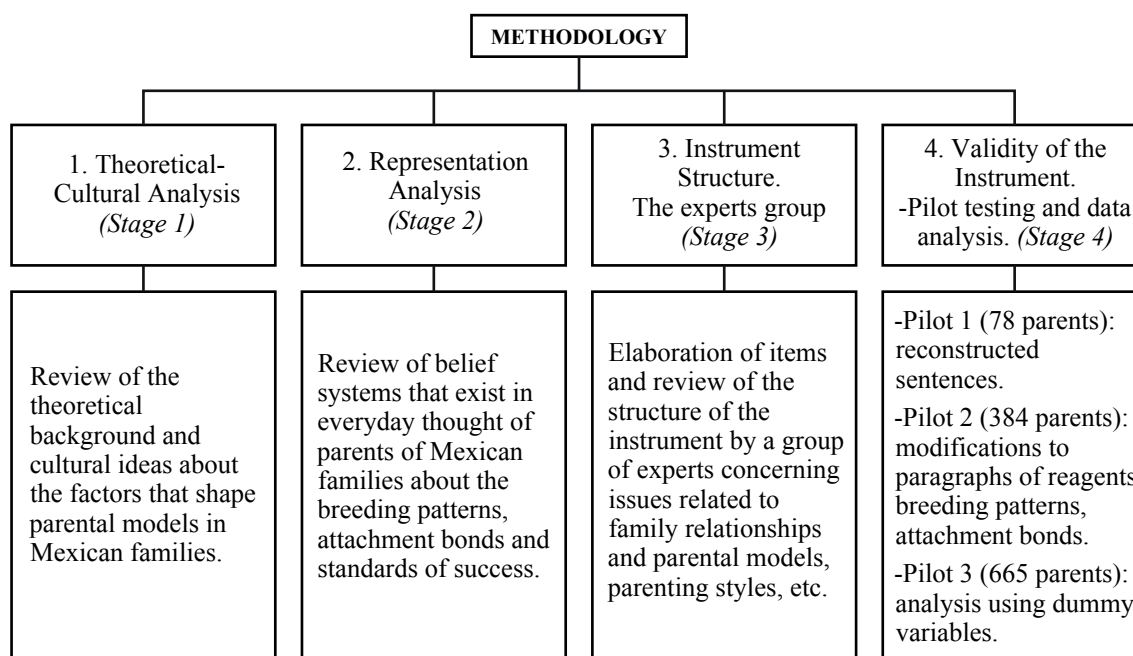 METHODOLOGY
1. Theoretical-
Cultural Analysis
(Stage 1)
2. Representation
Analysis
(Stage 2)
3. Instrument
Structure.
The experts group
(Stage 3)
4. Validity of the
Instrument.
-Pilot testing and data
analysis. (Stage 4)
Review of the
theoretical
background and
cultural ideas about
the factors that shape
parental models in
Mexican families.
Review of belief
systems that exist in
everyday thought of
parents of Mexican
families about the
breeding patterns,
attachment bonds and
standards of success.
Elaboration of items
and review of the
structure of the
instrument by a group
of experts concerning
issues related to
family relationships
and parental models,
parenting styles, etc.
-Pilot 1 (78 parents):
reconstructed
sentences.
-Pilot 2 (384 parents):
modifications to
paragraphs of reagents
breeding patterns,
attachment bonds.
-Pilot 3 (665 parents):
analysis using dummy
variables.